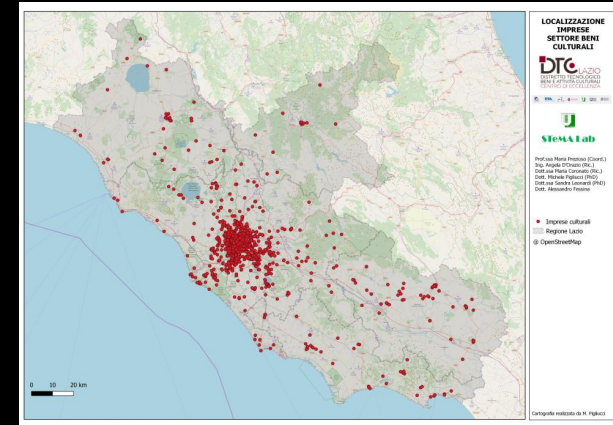 LOCALIZZAZIONE
IMPRESE
SETTORE BENI
CULTURALI
DTC LAZIO
DISTRETTO TECNOLOGICO
BENI E ATTIVITÀ CULTURALI
CENTRO DI ECCELLENZA
STeMA Lab
Prof.ssa Maria Prezioso (Coord.)
Ing. Angela D'Orazio (Ric.)
Dott.ssa Maria Coronato (Ric.)
Dott. Michele Pigliucci (PhD)
Dott.ssa Sandra Leonardi (PhD)
Dott. Alessandro
Imprese culturali
Regione Lazio
@ OpenStreetMap
0 10 20 km
Cartografia realizzata da M. Pigliucci